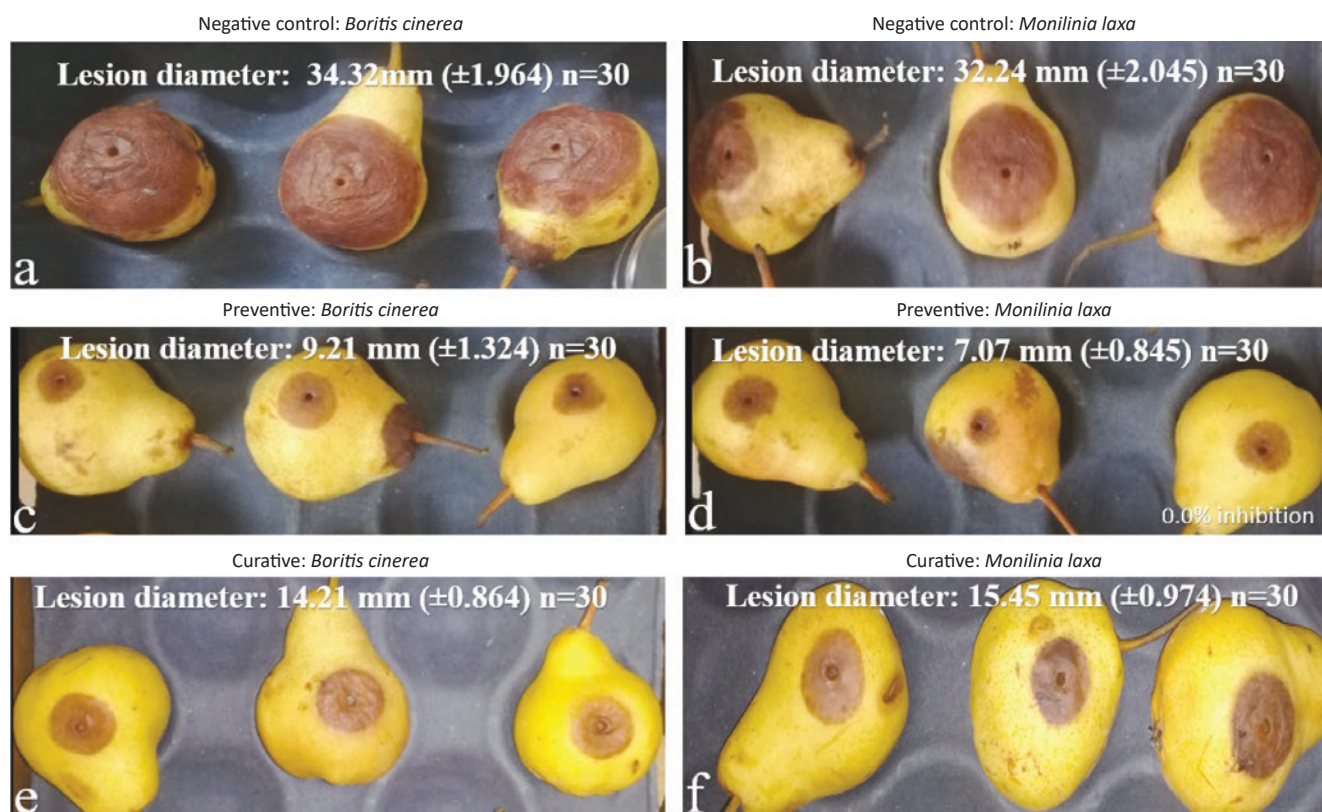 Negative control: Boritis cinerea
Negative control: Monilinia laxa
Lesion diameter: 34.32mm (±1.964) n=30
a
Lesion diameter: 32.24 mm (±2.045) n=30
b
Preventive: Boritis cinerea
Preventive: Monilinia laxa
Lesion diameter: 9.21 mm (±1.324) n=30
c
Lesion diameter: 7.07 mm (±0.845) n=30
d
0.0% inhibition
Curative: Boritis cinerea
Curative: Monilinia laxa
Lesion diameter: 14.21 mm (±0.864) n=30
e
Lesion diameter: 15.45 mm (±0.974) n=30
f